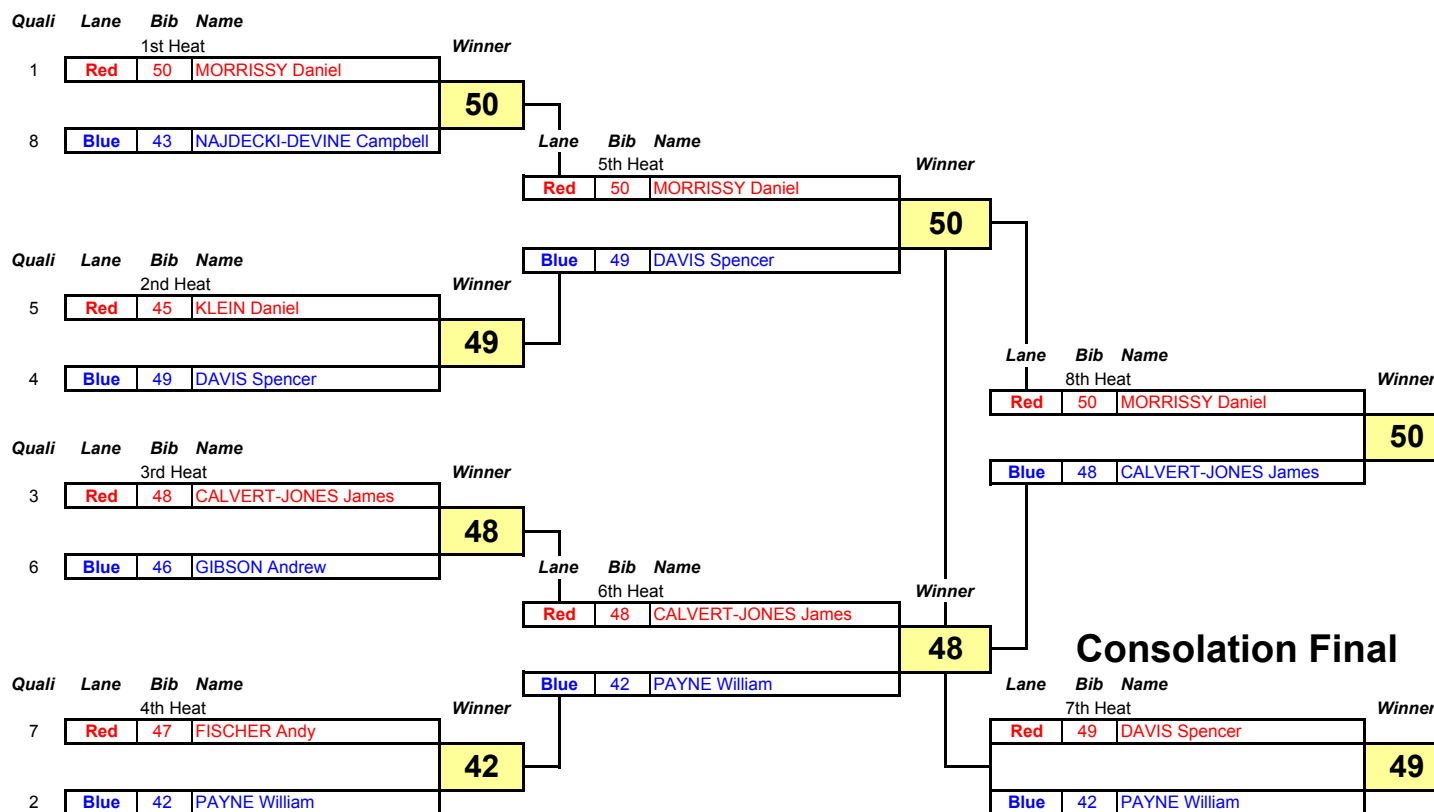 Quali Lane Bib Name
1st Heat Winner
1 Red 50 MORRISSY Daniel
50
8 Blue 43 NAJDECKI-DEVINE Campbell
Lane Bib Name
5th Heat Winner
Red 50 MORRISSY Daniel
50
Quali Lane Bib Name
Blue 49 DAVIS Spencer
2nd Heat Winner
5 Red 45 KLEIN Daniel
49
4 Blue 49 DAVIS Spencer
Lane Bib Name
8th Heat Winner
Red 50 MORRISSY Daniel
50
Blue 48 CALVERT-JONES James
Quali Lane Bib Name
3rd Heat Winner
3 Red 48 CALVERT-JONES James
48
6 Blue 46 GIBSON Andrew
Lane Bib Name
6th Heat Winner
Red 48 CALVERT-JONES James
48
Blue 42 PAYNE William
Quali Lane Bib Name
4th Heat Winner
7 Red 47 FISCHER Andy
42
2 Blue 42 PAYNE William
Consolation Final
Lane Bib Name
7th Heat Winner
Red 49 DAVIS Spencer
49
Blue 42 PAYNE William